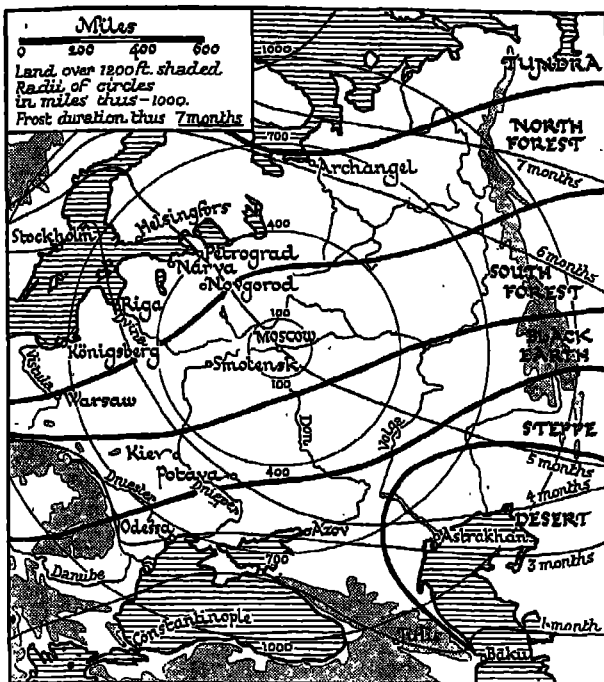 Miles
0 200 400 600
Land over 1200 ft. shaded
Radii of circles
in miles thus-1000.
Frost duration thus 7 months
1000
TUNDRA
700
Archangel
NORTH
FOREST
7 months
Helsingfors
Stockholm
400
Petrograd
Narva
Novgorod
6 months
SOUTH
FOREST
Riga
Dvina
100
Moscow
BLACK
EARTH
Königsberg
Smolensk
100
Vistula
Warsaw
Don
Volga
STEPPE
Kiev
Potava
400
5 months
Dniester
Dnieper
4 months
DESERT
Odessa
Azov
Astrakhan
700
3 months
Danube
Constantinople
Tiflis
1 month
1000
Baku